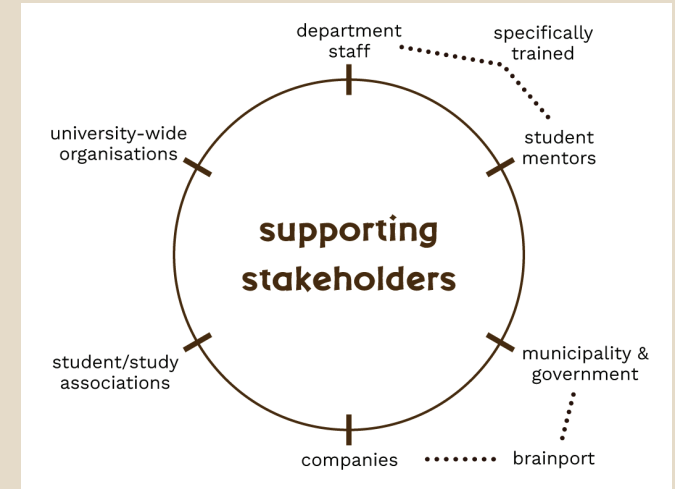 department
staff
specifically
trained
university-wide
organisations
student
mentors
supporting
stakeholders
student/study
associations
municipality &
government
companies
brainport